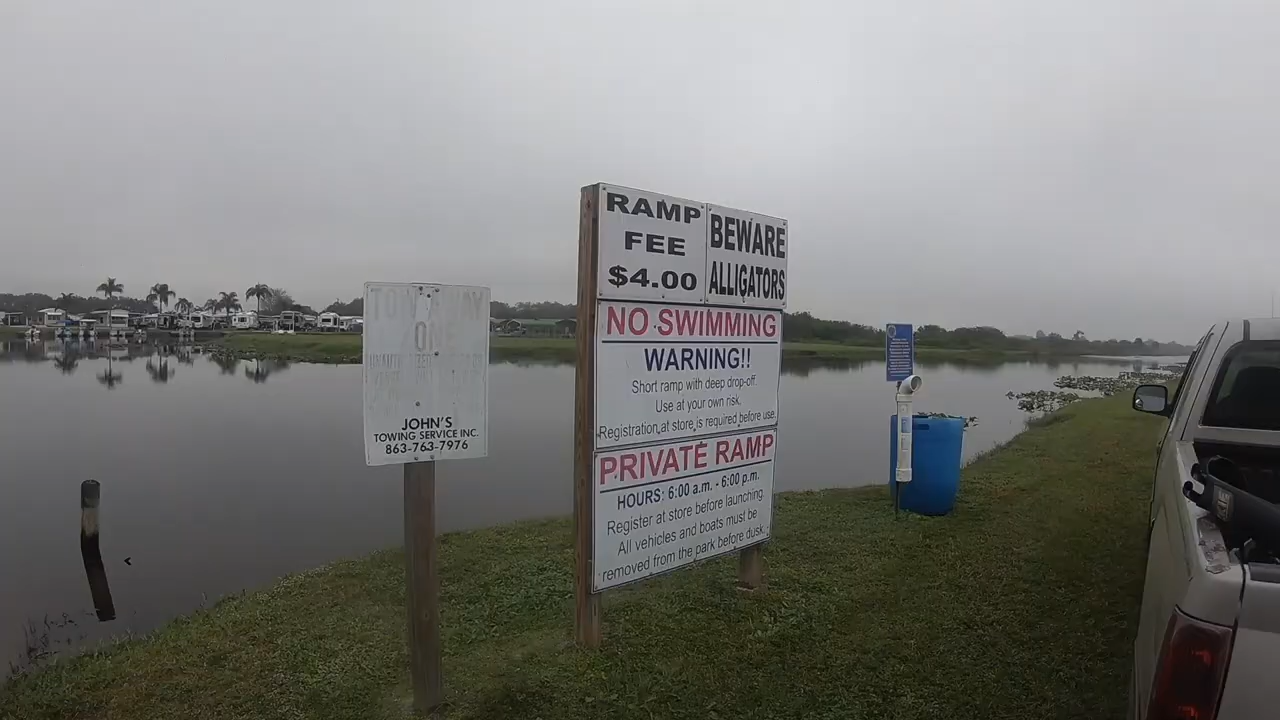 TOW AWAY
JOHN'S
TOWING SERVICE INC.
863-763-7976
RAMP
FEE
$4.00
BEWARE
ALLIGATORS
NO SWIMMING
WARNING!!
Short ramp with deep drop-off.
Use at your own risk.
Registration at store is required before use.
PRIVATE RAMP
HOURS: 6:00 a.m. - 6:00 p.m.
Register at store before launching
All vehicles and boats must be
removed from the park before dusk.